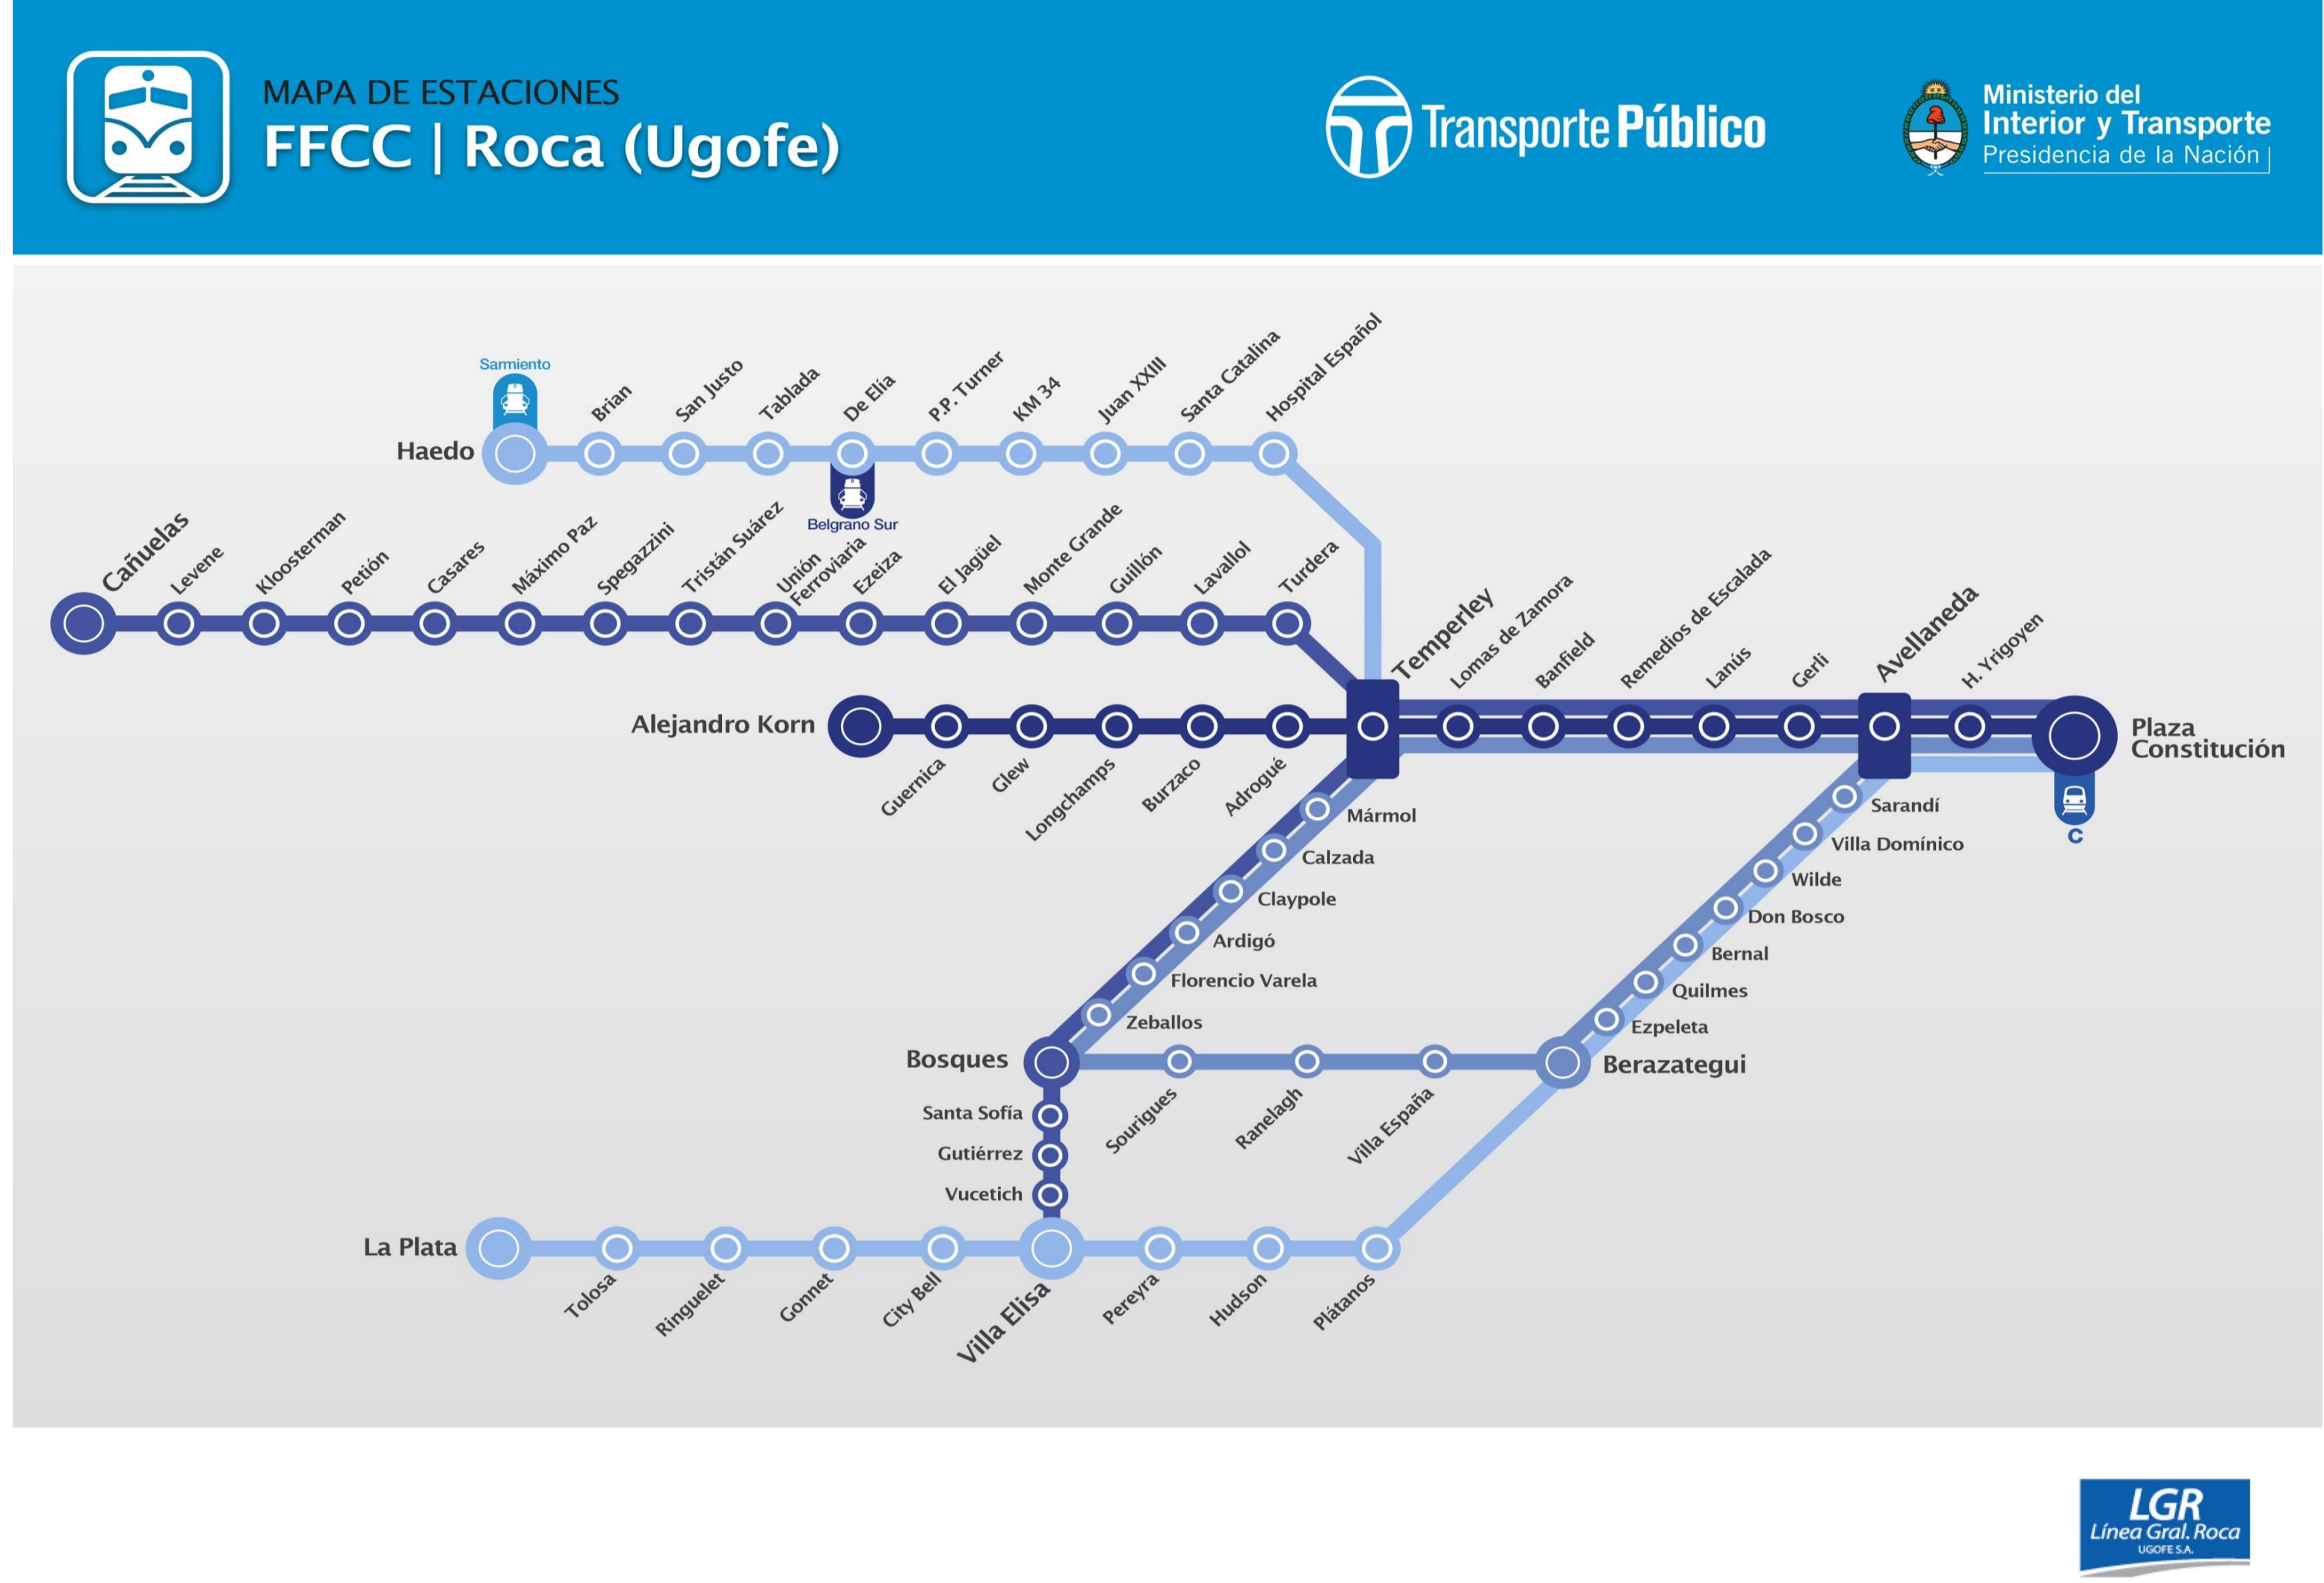 MAPA DE ESTACIONES
FFCC | Roca (Ugofe)
Transporte Público
Ministerio del
Interior y Transporte
Presidencia de la Nación
Sarmiento
Haedo
Brian
San Justo
Tablada
De Elía
P.P. Turner
KM 34
Juan XXIII
Santa Catalina
Hospital Español
Belgrano Sur
Cañuelas
Levene
Kloosterman
Petión
Casares
Máximo Paz
Spegazzini
Tristán Suárez
Unión
Ferroviaria
Ezeiza
El Jagüel
Monte Grande
Guillón
Lavallol
Turdera
Temperley
Lomas de Zamora
Banfield
Remedios de Escalada
Lanús
Gerli
Avellaneda
H. Yrigoyen
Plaza
Constitución
C
Alejandro Korn
Guernica
Glew
Longchamps
Burzaco
Adrogué
Mármol
Calzada
Claypole
Ardigó
Florencio Varela
Zeballos
Sarandí
Villa Domínico
Wilde
Don Bosco
Bernal
Quilmes
Ezpeleta
Bosques
Berazategui
Sourigues
Ranelagh
Villa España
Santa Sofía
Gutiérrez
Vucetich
La Plata
Tolosa
Ringuelet
Gonnet
City Bell
Villa Elisa
Pereyra
Hudson
Plátanos
LGR
Línea Gral. Roca
UGOFE S.A.